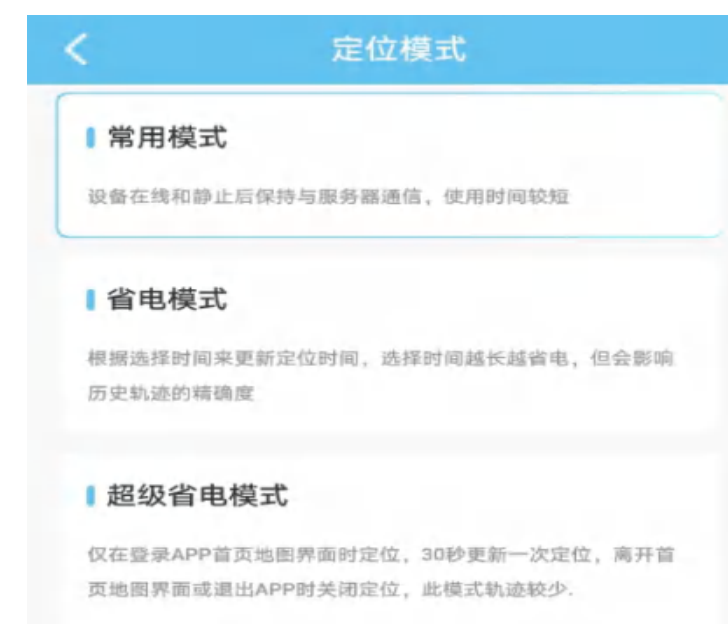 定位模式
常用模式
设备在线和静止后保持与服务器通信，使用时间较短
省电模式
根据选择时间来更新定位时间，选择时间越长越省电，但会影响
历史轨迹的精确度
超级省电模式
仅在登录APP首页地图界面时定位，30秒更新一次定位，离开首
页地图界面或退出APP时关闭定位，此模式轨迹较少.